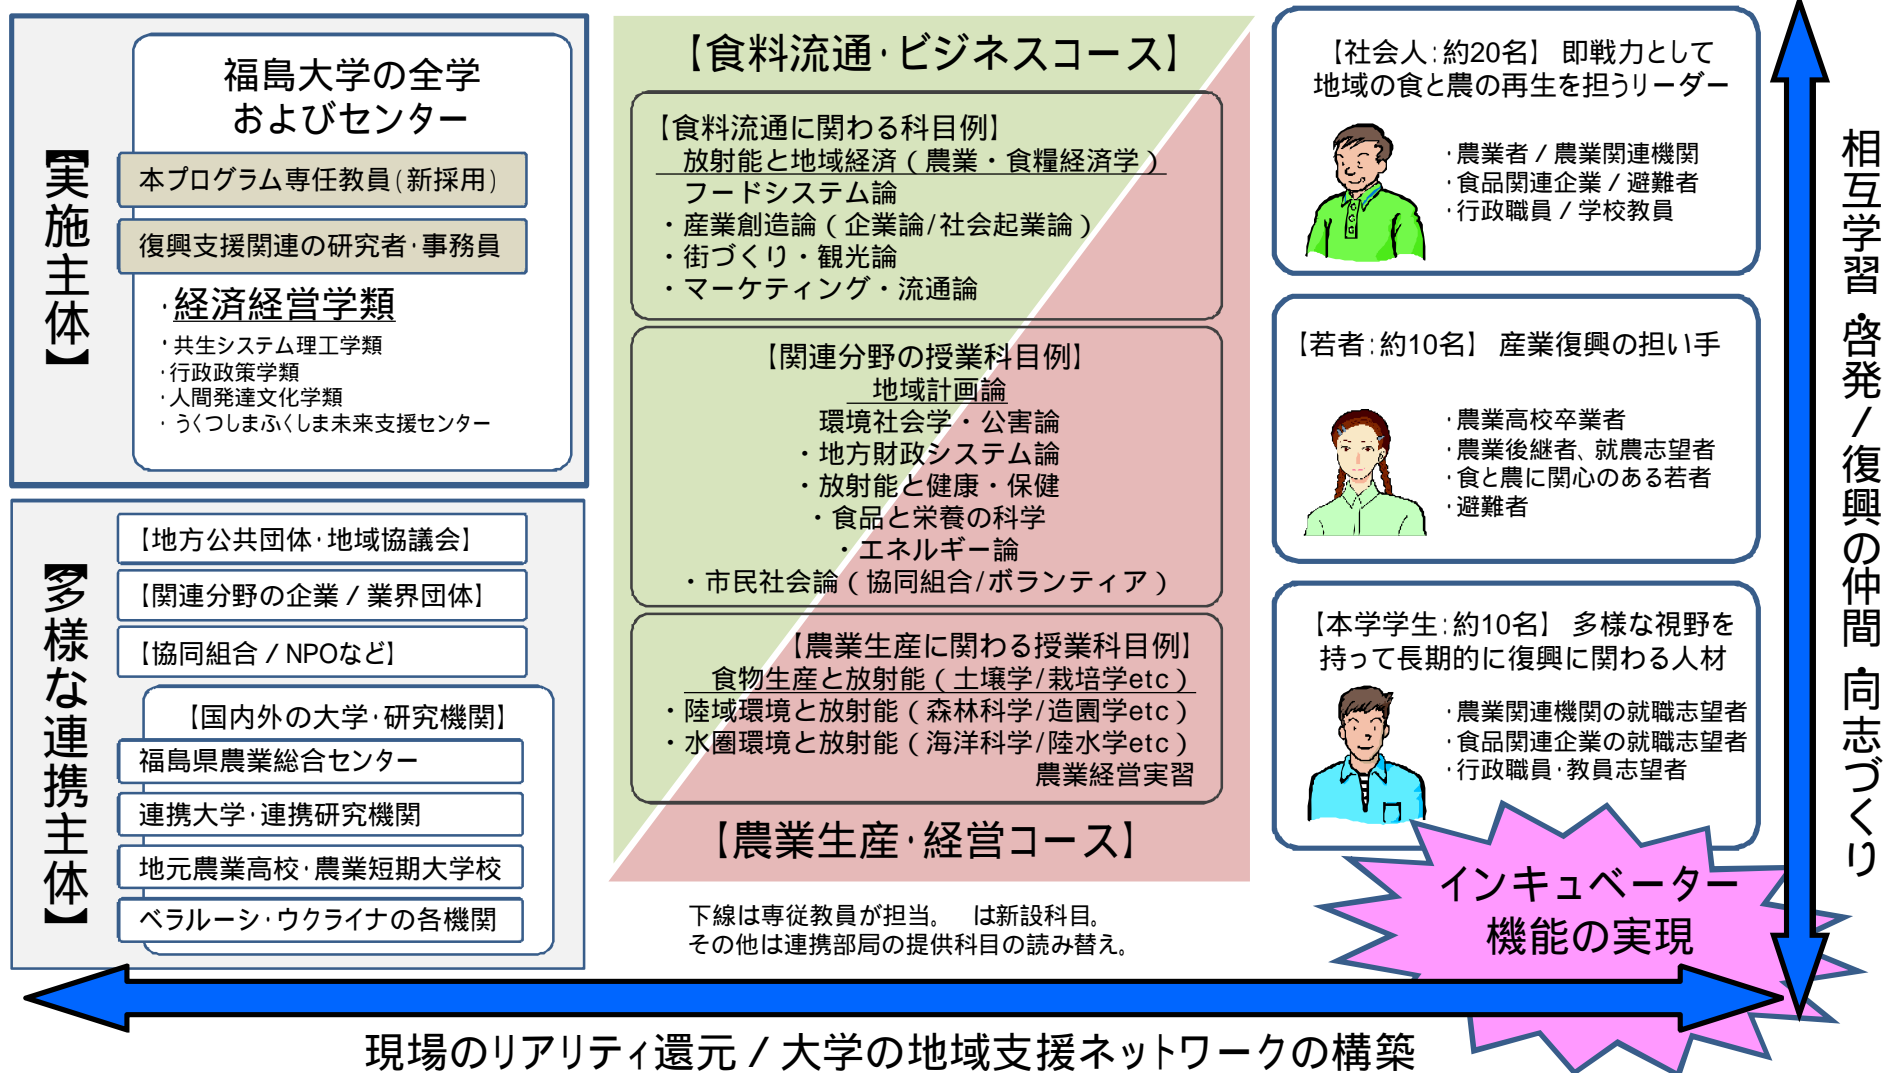 【実施主体】
福島大学の全学
およびセンター
本プログラム専任教員(新採用)
復興支援関連の研究者・事務員
・経済経営学類
・共生システム理工学類
・行政政策学類
・人間発達文化学類
・うくつしまふくしま未来支援センター
【多様な連携主体】
【地方公共団体・地域協議会】
【関連分野の企業/業界団体】
【協同組合/NPOなど】
【国内外の大学・研究機関】
福島県農業総合センター
連携大学・連携研究機関
地元農業高校・農業短期大学校
ベラルーシ・ウクライナの各機関
【食料流通・ビジネスコース】
【食料流通に関わる科目例】
放射能と地域経済(農業・食糧経済学)
フードシステム論
・産業創造論(企業論/社会起業論)
・街づくり・観光論
・マーケティング・流通論
【関連分野の授業科目例】
地域計画論
環境社会学・公害論
・地方財政システム論
・放射能と健康・保健
・食品と栄養の科学
・エネルギー論
・市民社会論(協同組合/ボランティア)
【農業生産に関わる授業科目例】
食物生産と放射能(土壌学/栽培学etc)
・陸域環境と放射能(森林科学/造園学etc)
・水圏環境と放射能(海洋科学/陸水学etc)
農業経営実習
【農業生産・経営コース】
下線は専従教員が担当。 は新設科目。
その他は連携部局の提供科目の読み替え。
【社会人:約20名】 即戦力として
地域の食と農の再生を担うリーダー
・農業者/農業関連機関
・食品関連企業/避難者
・行政職員/学校教員
【若者:約10名】 産業復興の担い手
・農業高校卒業者
・農業後継者、就農志望者
・食と農に関心のある若者
・避難者
【本学学生:約10名】 多様な視野を
持って長期的に復興に関わる人材
・農業関連機関の就職志望者
・食品関連企業の就職志望者
・行政職員・教員志望者
インキュベーター
機能の実現
相互学習・啓発/復興の仲間・同志づくり
現場のリアリティ還元/大学の地域支援ネットワークの構築